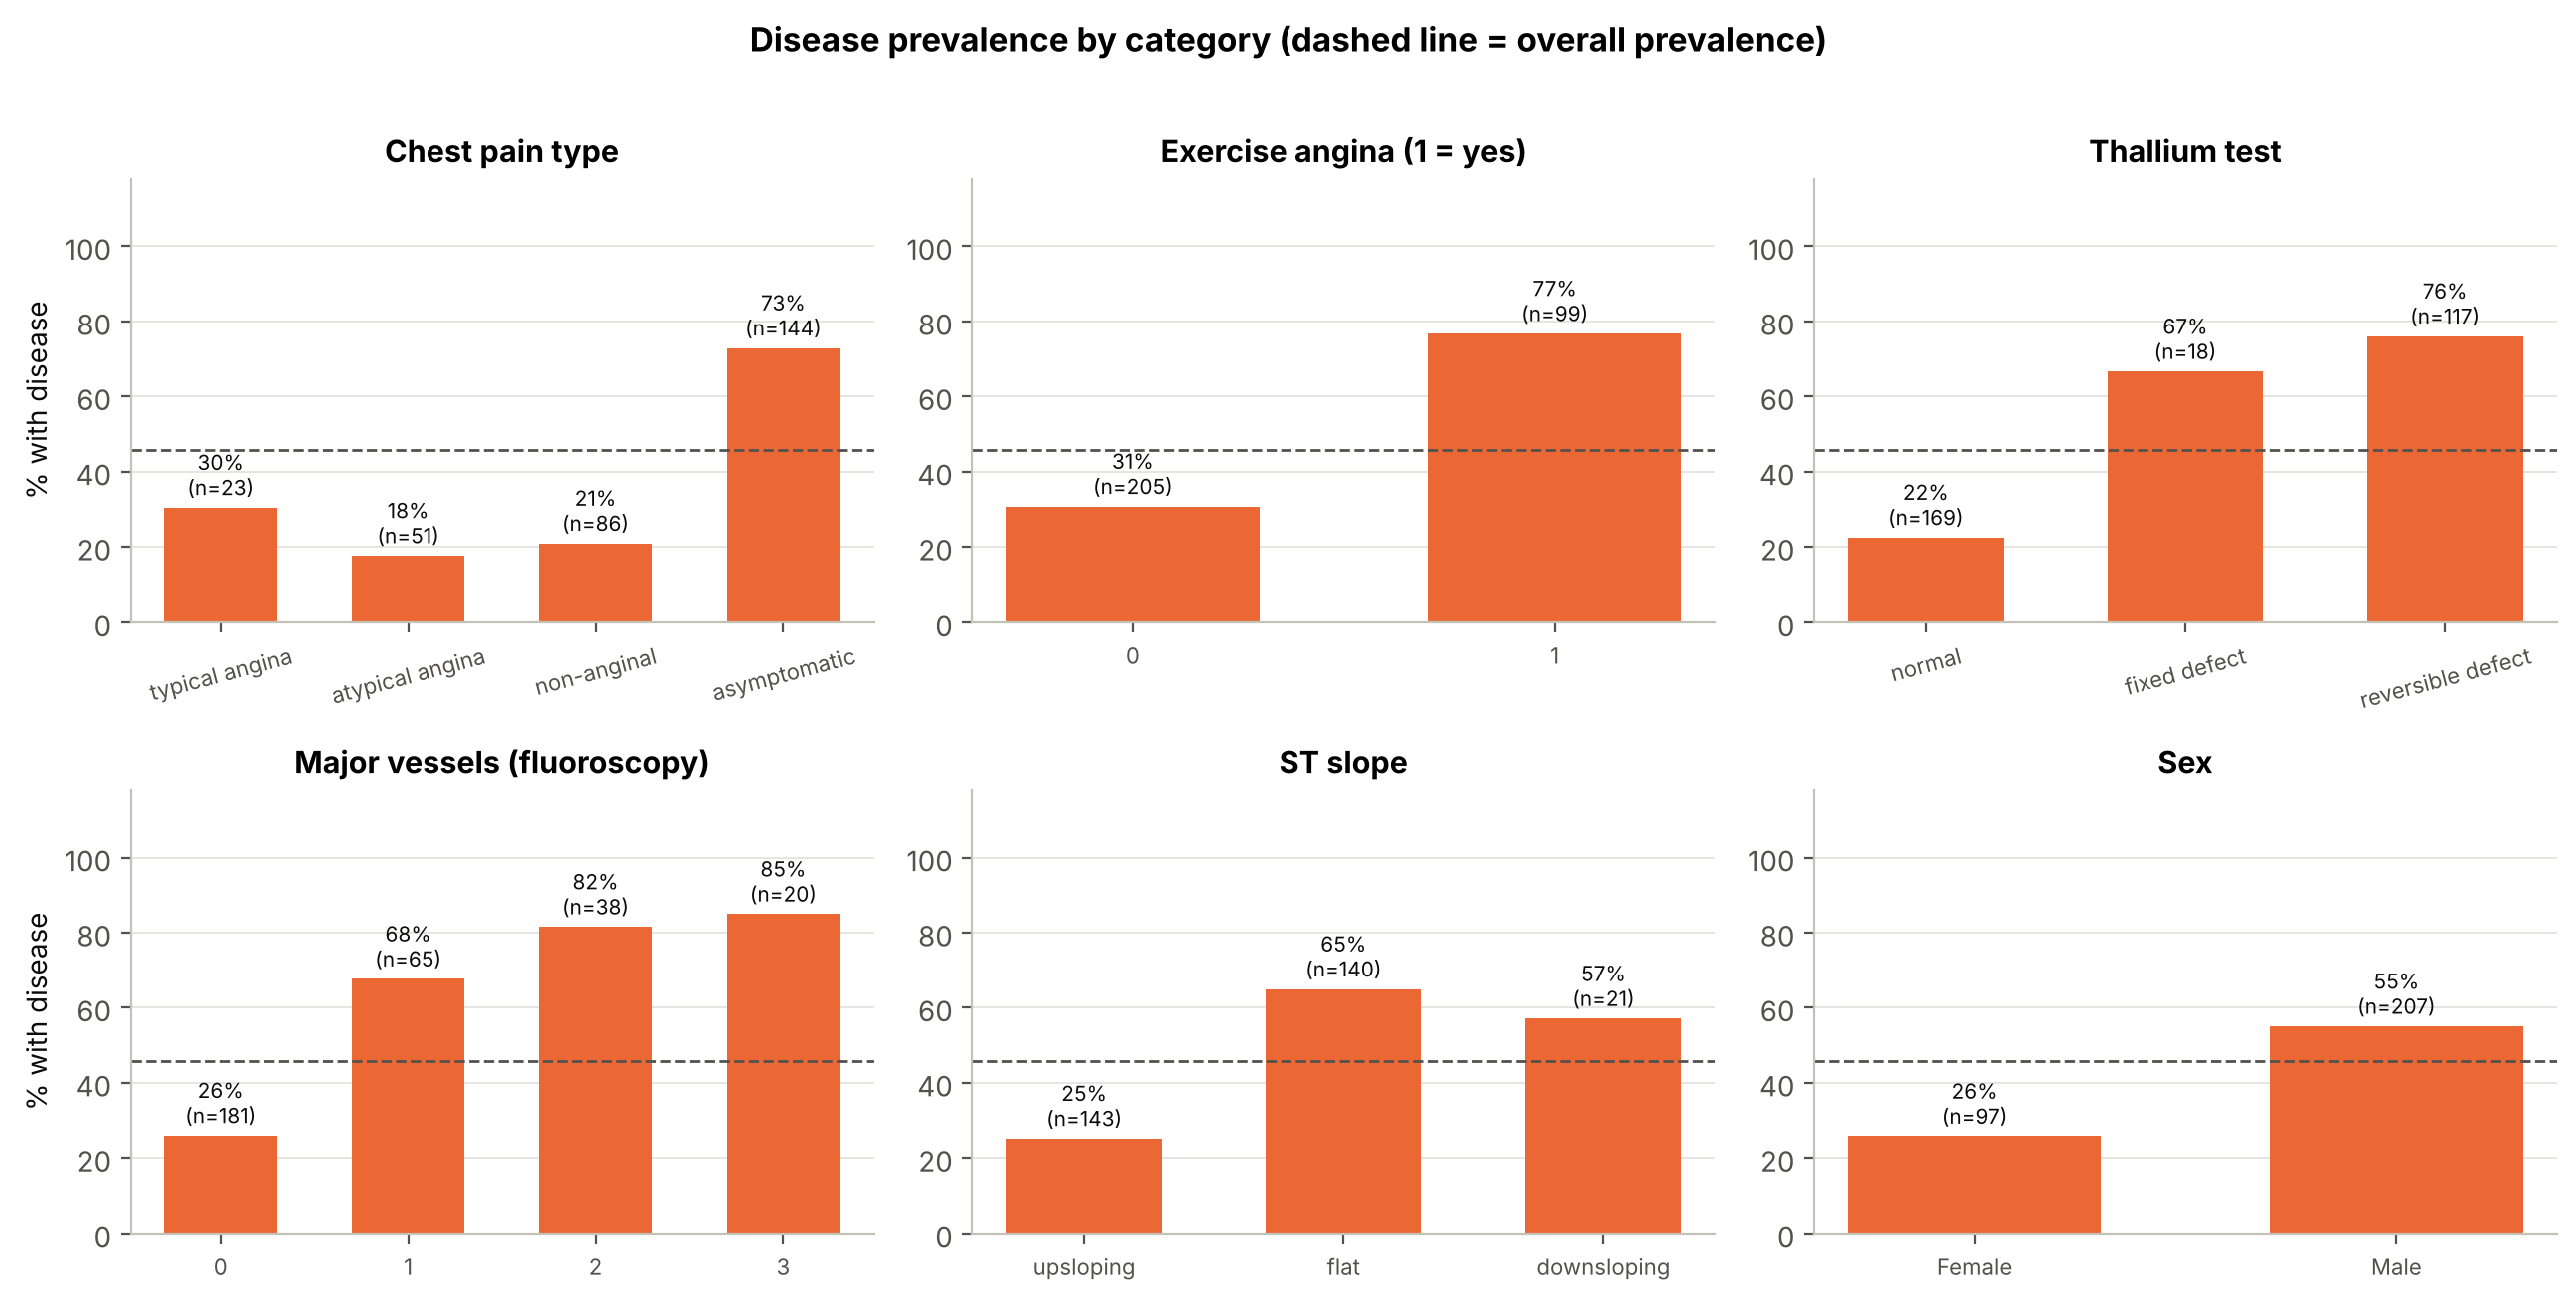 Disease prevalence by category (dashed line = overall prevalence)
Chest pain type
% with disease
100
80
60
40
20
0
30%
(n=23)
18%
(n=51)
21%
(n=86)
73%
(n=144)
typical angina
atypical angina
non-anginal
asymptomatic
Exercise angina (1 = yes)
100
80
60
40
20
0
31%
(n=205)
77%
(n=99)
0
1
Thallium test
100
80
60
40
20
0
22%
(n=169)
67%
(n=18)
76%
(n=117)
normal
fixed defect
reversible defect
Major vessels (fluoroscopy)
% with disease
100
80
60
40
20
0
26%
(n=181)
68%
(n=65)
82%
(n=38)
85%
(n=20)
0
1
2
3
ST slope
100
80
60
40
20
0
25%
(n=143)
65%
(n=140)
57%
(n=21)
upsloping
flat
downsloping
Sex
100
80
60
40
20
0
26%
(n=97)
55%
(n=207)
Female
Male